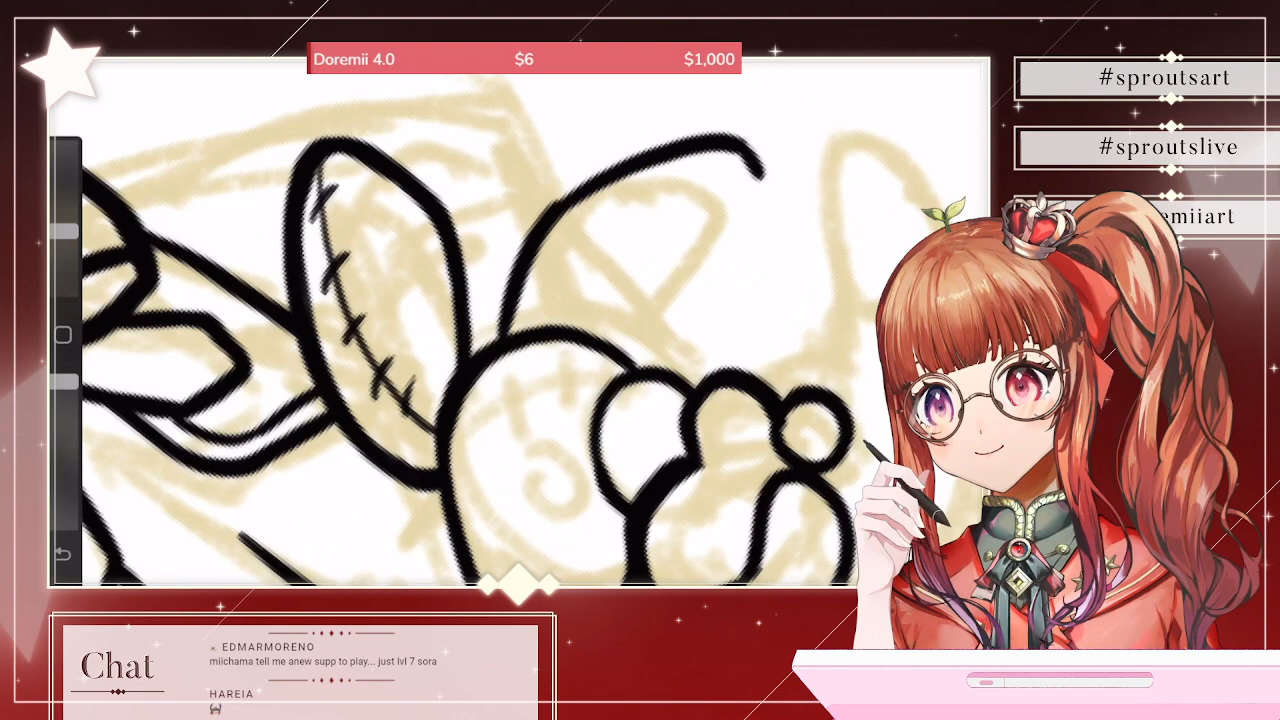 Doremii 4.0 $6 $1,000
#sproutsart
#sproutslive
emiiart
Chat
EDMARMORENO
miichama tell me anew supp to play... just lvl 7 sora
HAREIA